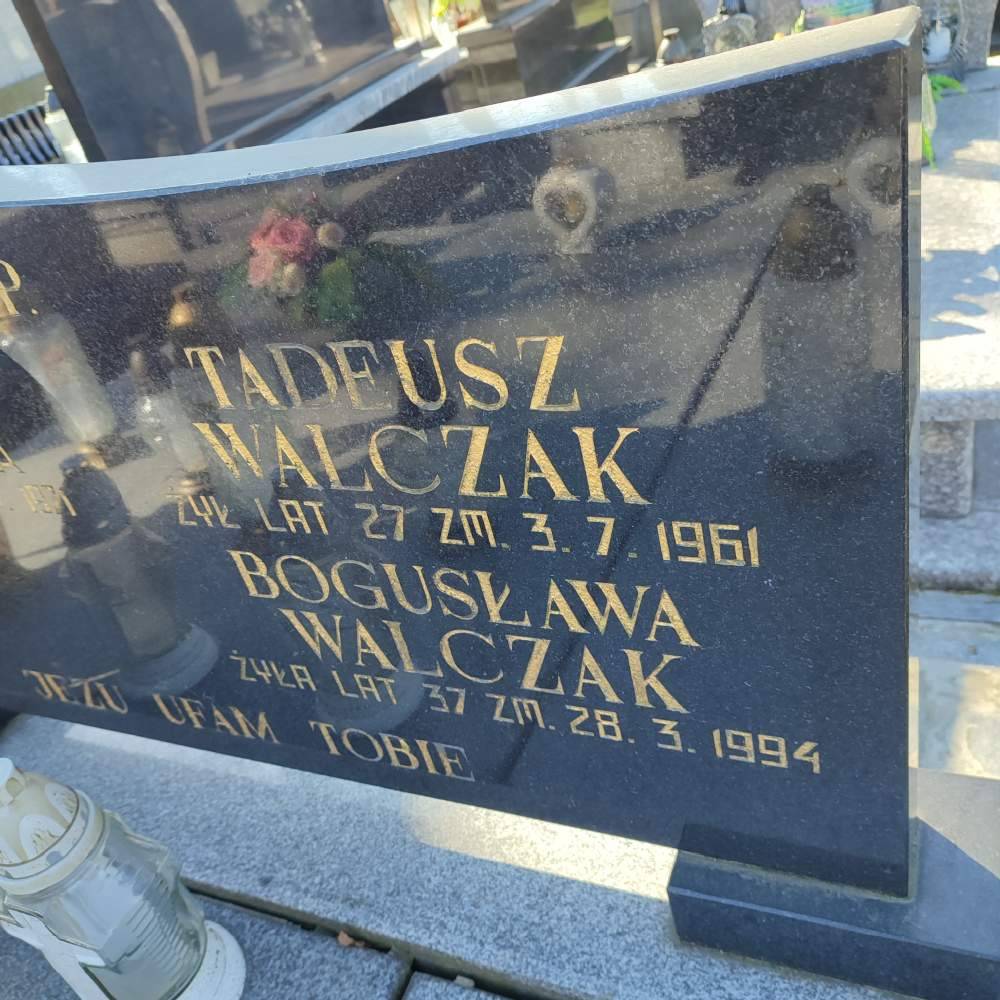 P.
A
1971
TADEUSZ
WALCZAK
ŻYŁ LAT 27 ZM. 3. 7. 1961
BOGUSŁAWA
WALCZAK
ŻYŁA LAT 37 ZM. 28. 3. 1994
JEZU UFAM TOBIE